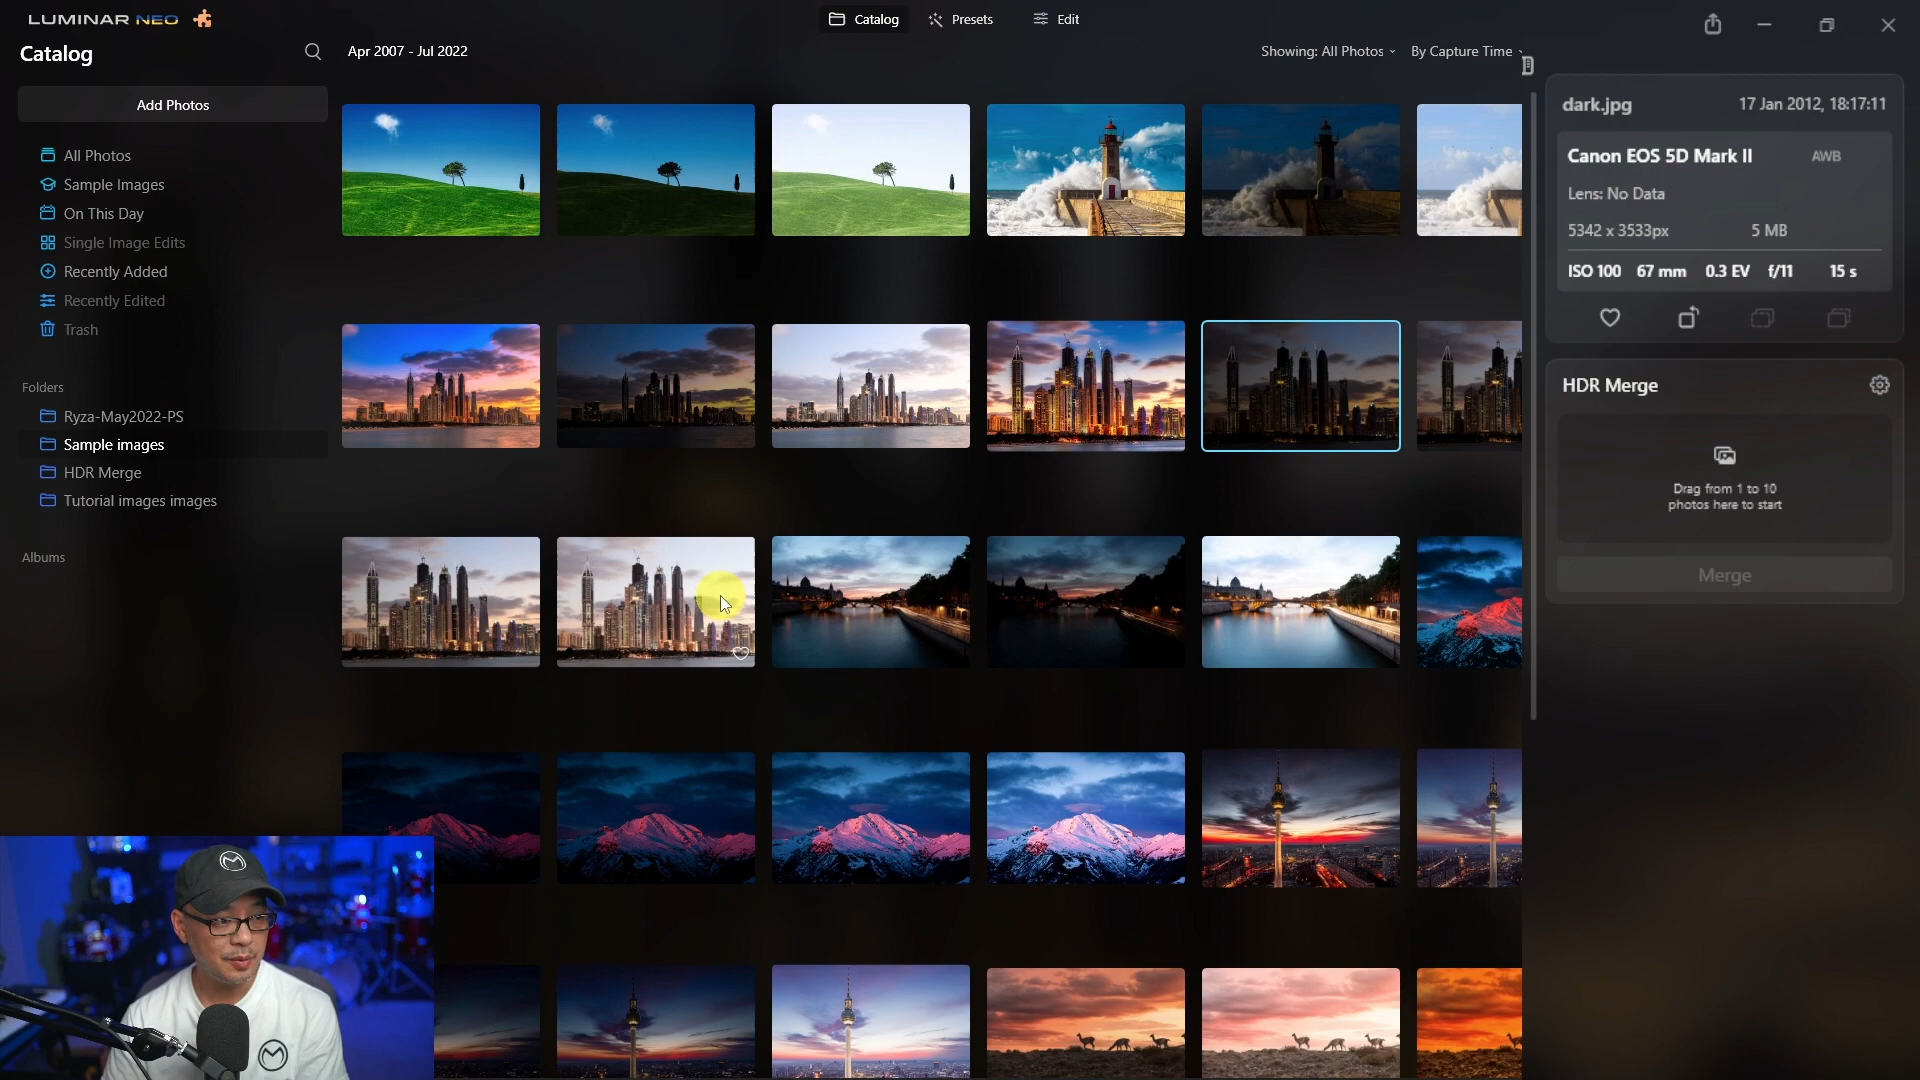 LUMINAR NEO
Catalog
Presets
Edit
Catalog
Apr 2007 - Jul 2022
Showing: All Photos
By Capture Time
Add Photos
All Photos
Sample Images
On This Day
Single Image Edits
Recently Added
Recently Edited
Trash
Folders
Ryza-May2022-PS
Sample images
HDR Merge
Tutorial images images
Albums
dark.jpg
17 Jan 2012, 18:17:11
Canon EOS 5D Mark II
AWB
Lens: No Data
5342 x 3533px
5 MB
ISO 100
67 mm
0.3 EV
f/11
15 s
HDR Merge
Drag from 1 to 10
photos here to start
Merge